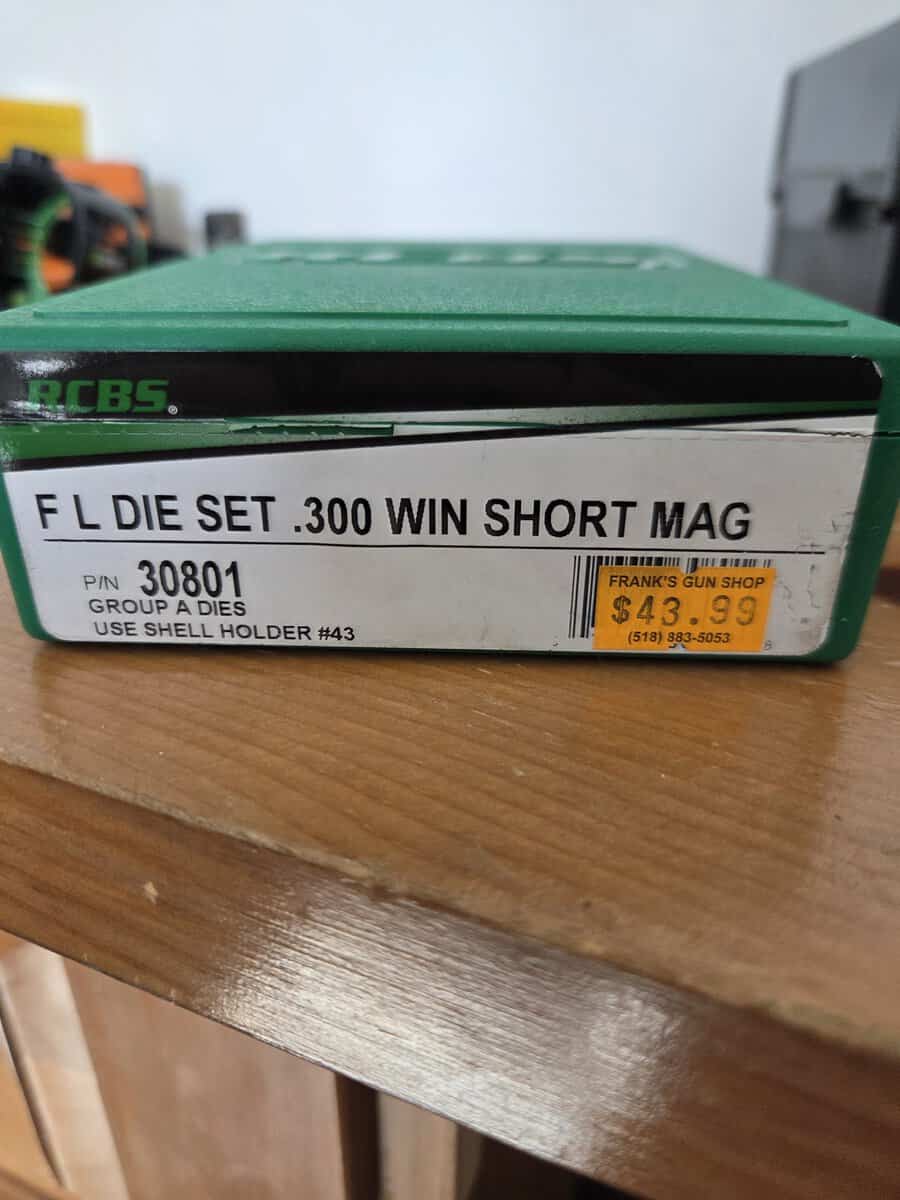 RCBS®
F L DIE SET .300 WIN SHORT MAG
P/N 30801
GROUP A DIES
USE SHELL HOLDER #43
FRANK'S GUN SHOP
$43.99
(518) 883-5053